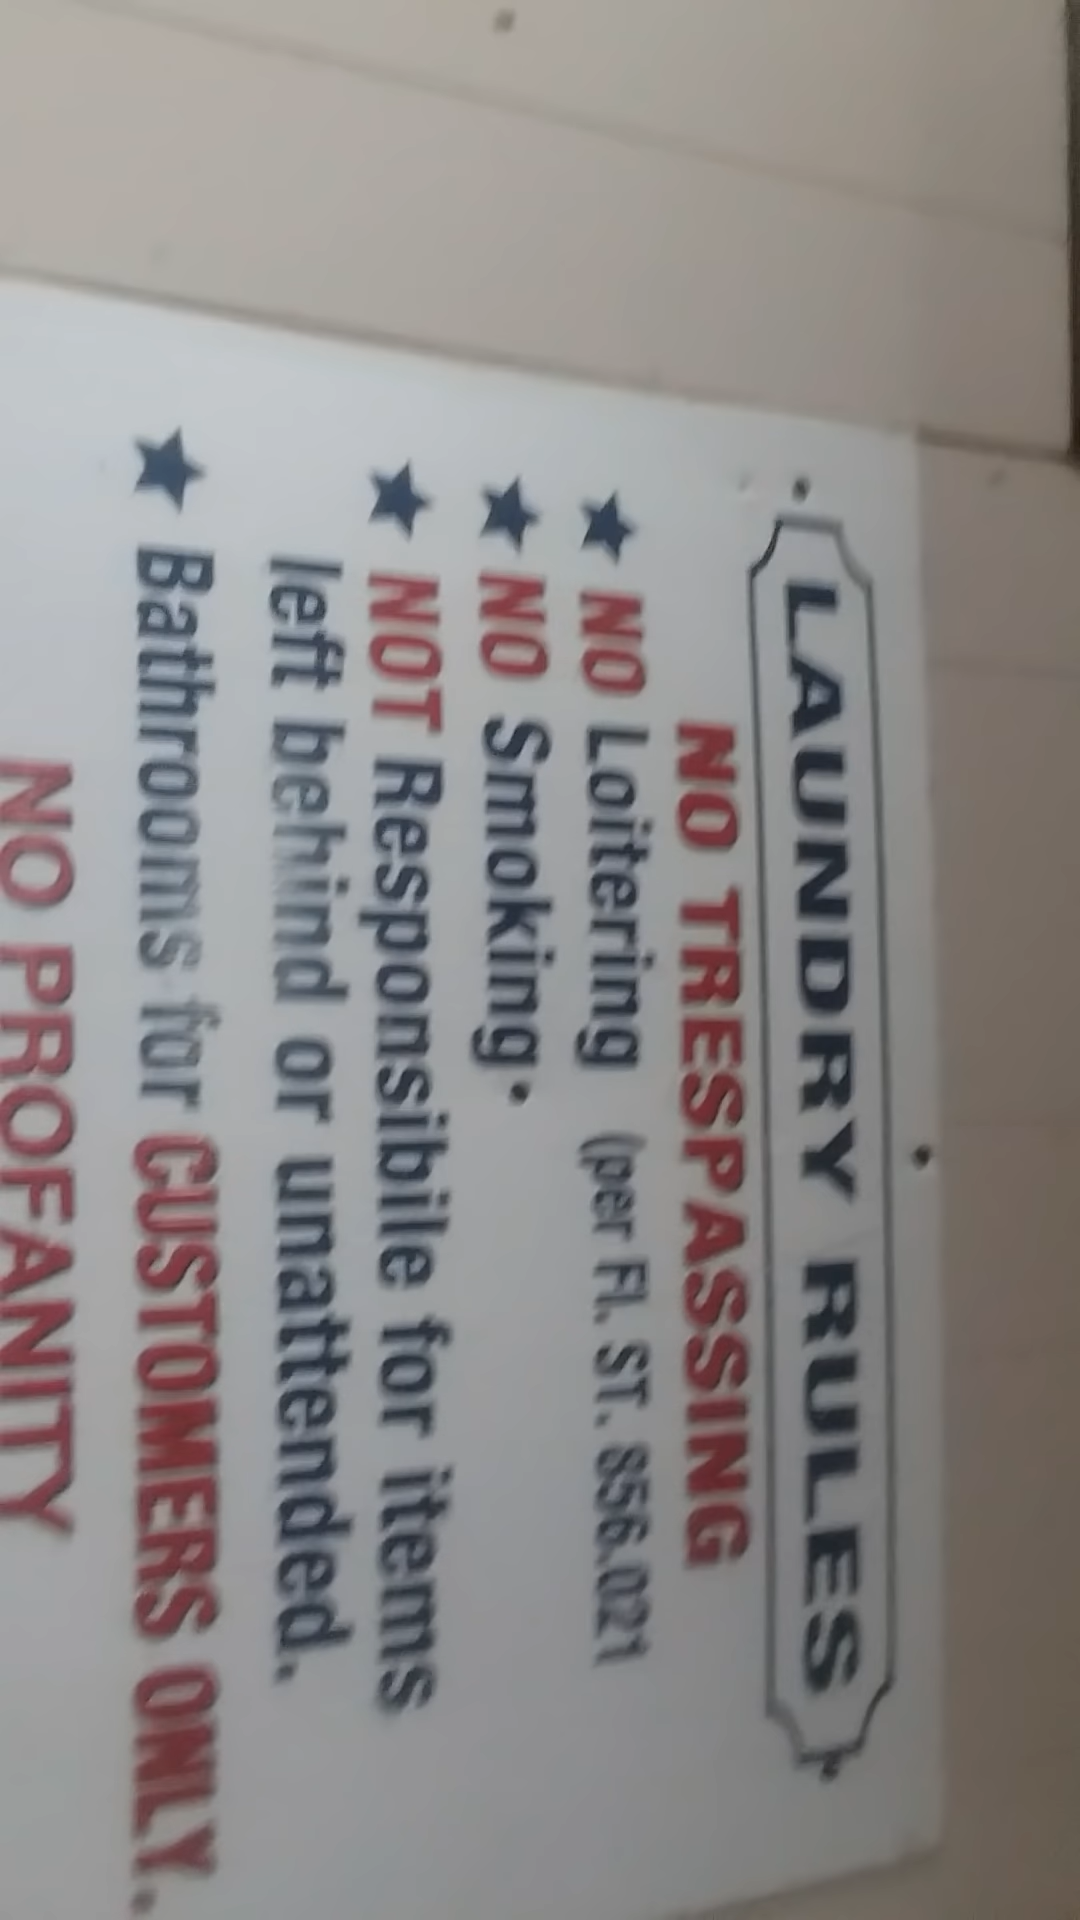 LAUNDRY RULES
NO TRESPASSING
★ NO Loitering (per Fl. ST. 856.021
★ NO Smoking
★ NOT Responsibile for items
left behind or unattended.
★ Bathrooms for CUSTOMERS ONLY.
NO PROFANITY